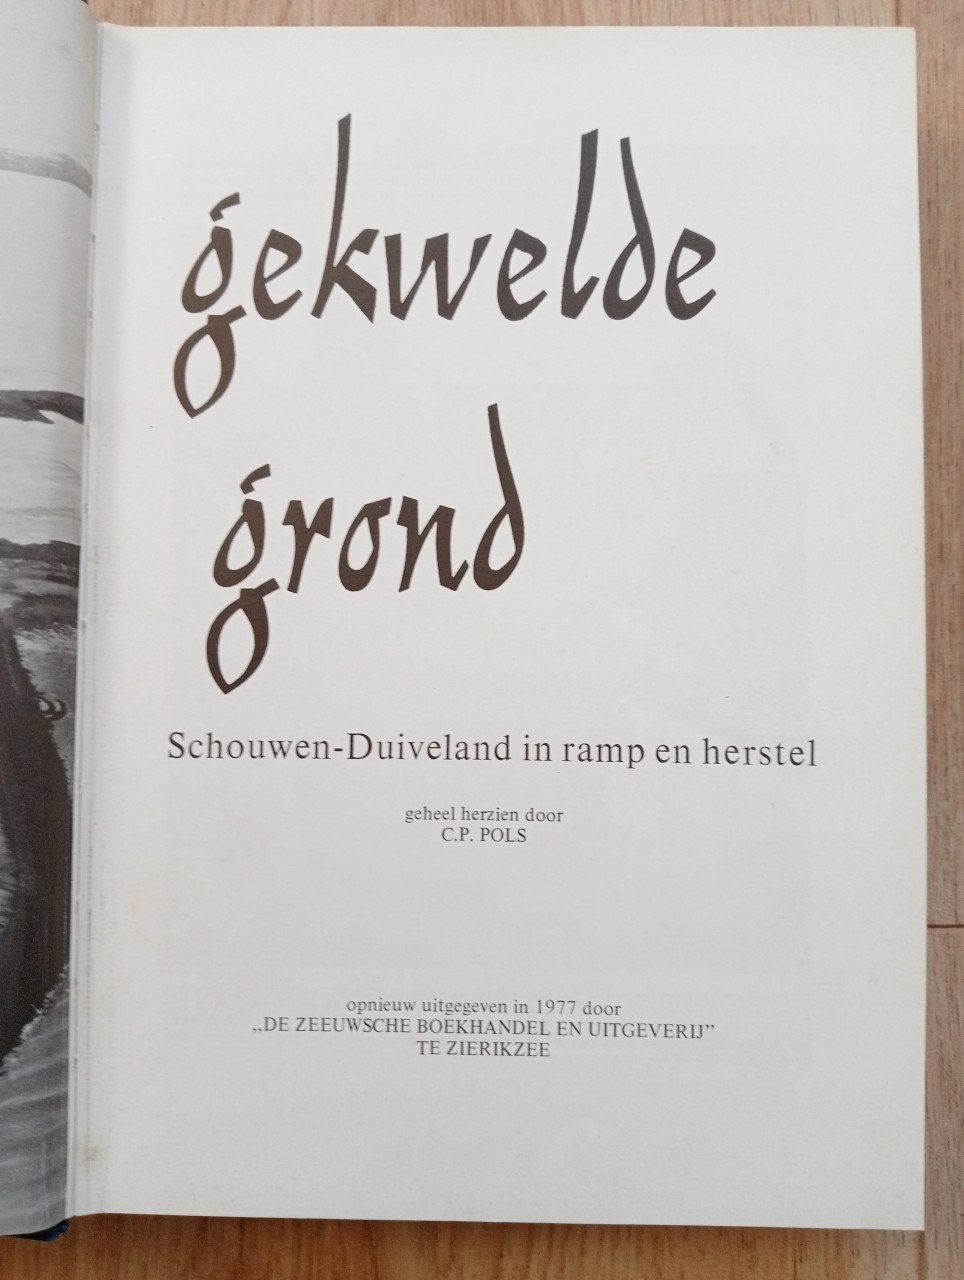 gekwelde
grond
Schouwen-Duiveland in ramp en herstel
geheel herzien door
C.P. POLS
opnieuw uitgegeven in 1977 door
„DE ZEEUWSCHE BOEKHANDEL EN UITGEVERIJ”
TE ZIERIKZEE